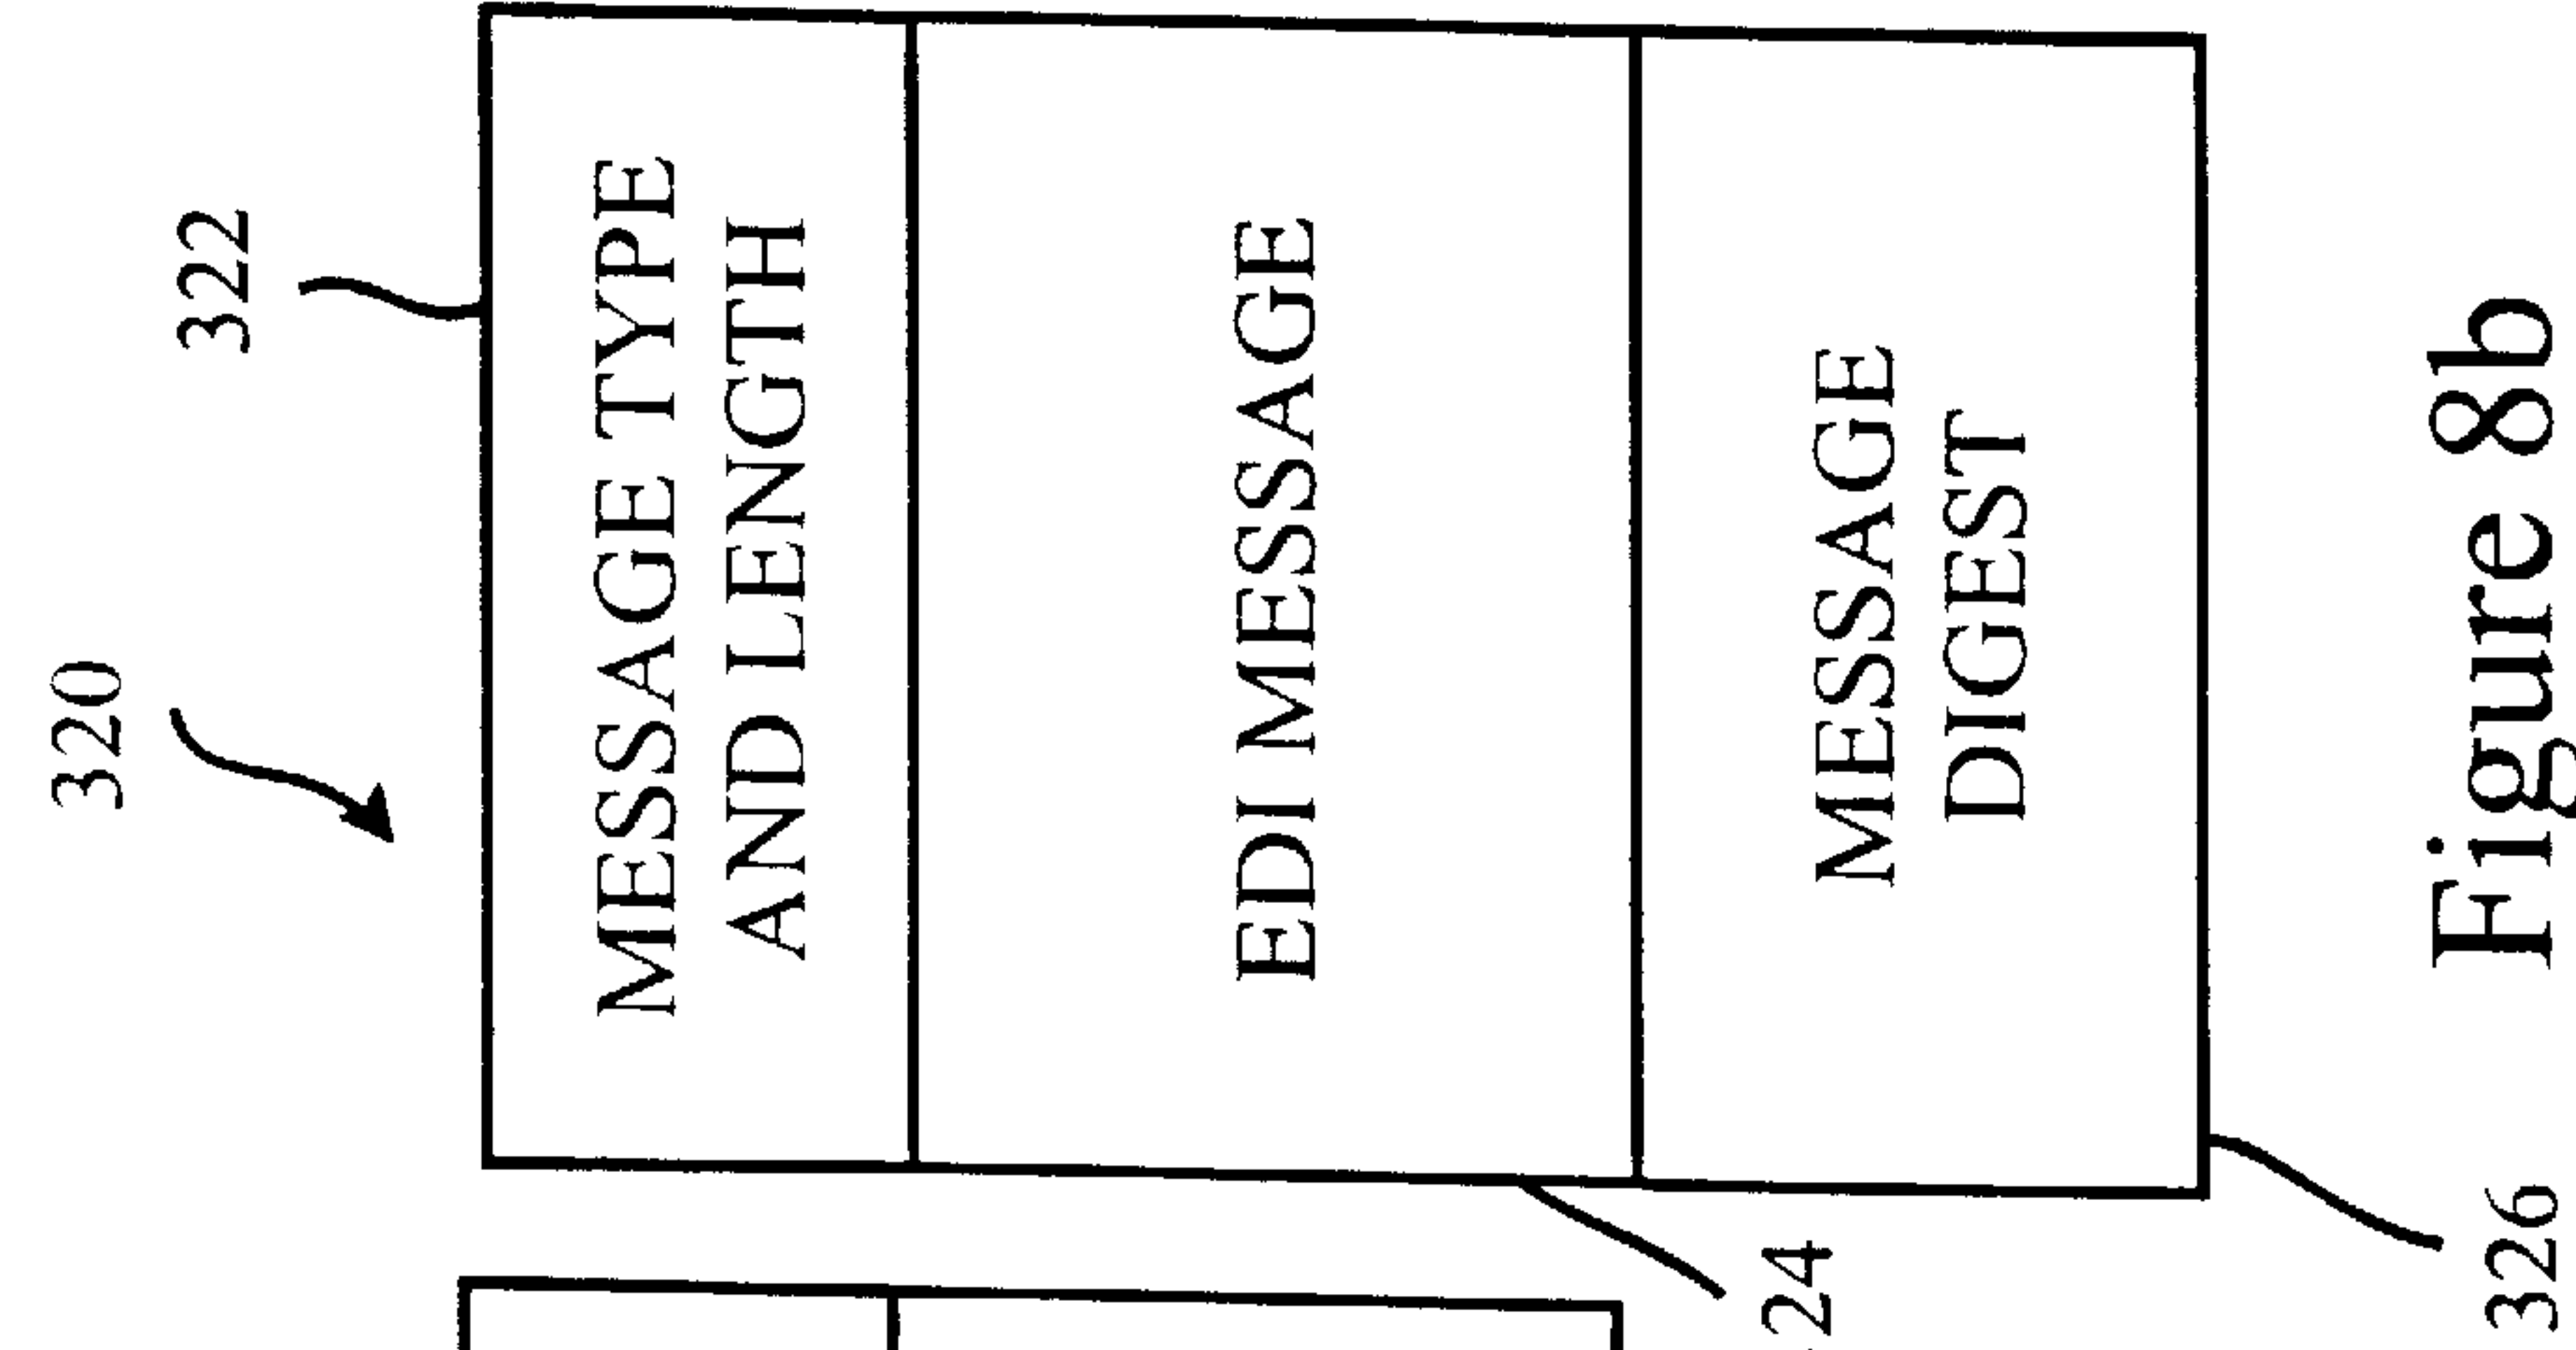 320
322
MESSAGE TYPE
AND LENGTH
EDI MESSAGE
24
MESSAGE
DIGEST
326
Figure 8b